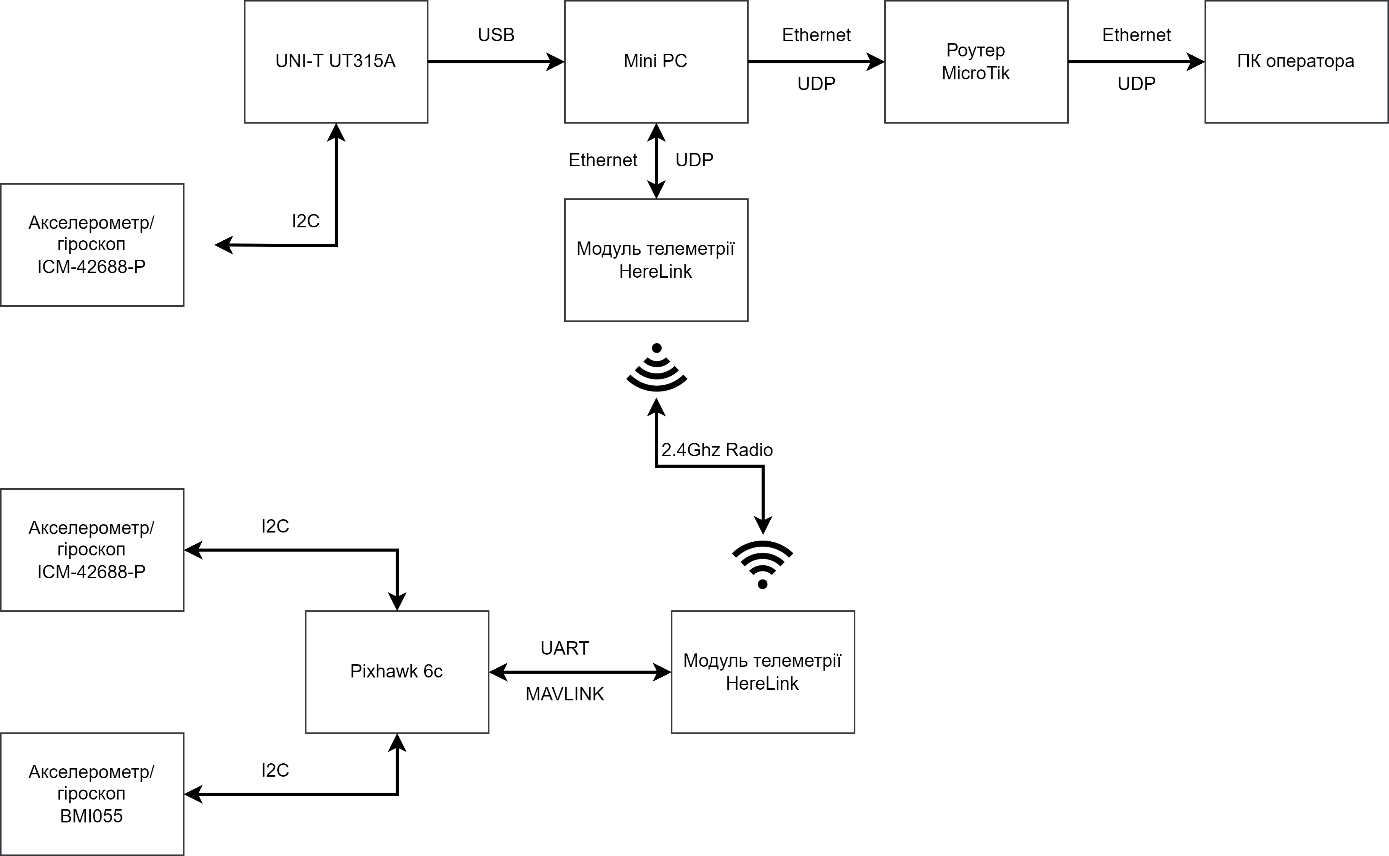 UNI-T UT315A
USB
Mini PC
Ethernet
UDP
Роутер
MicroTik
Ethernet
UDP
ПК оператора
Ethernet
UDP
Акселерометр/
гіроскоп
ICM-42688-P
I2C
Модуль телеметрії
HereLink
2.4Ghz Radio
Акселерометр/
гіроскоп
ICM-42688-P
I2C
Pixhawk 6c
UART
MAVLINK
Модуль телеметрії
HereLink
Акселерометр/
гіроскоп
BMI055
I2C